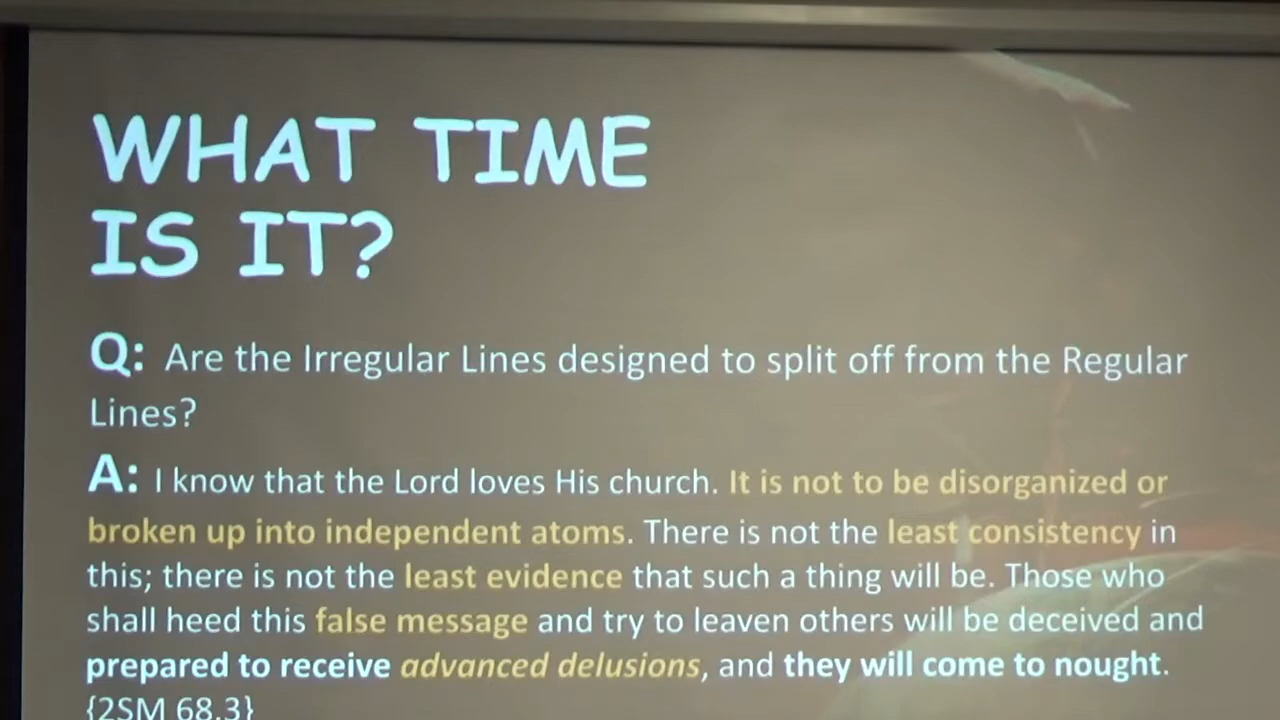 WHAT TIME
IS IT?
Q: Are the Irregular Lines designed to split off from the Regular
Lines?
A: I know that the Lord loves His church. It is not to be disorganized or
broken up into independent atoms. There is not the least consistency in
this; there is not the least evidence that such a thing will be. Those who
shall heed this false message and try to leaven others will be deceived and
prepared to receive advanced delusions, and they will come to nought.
{2SM 68.3}